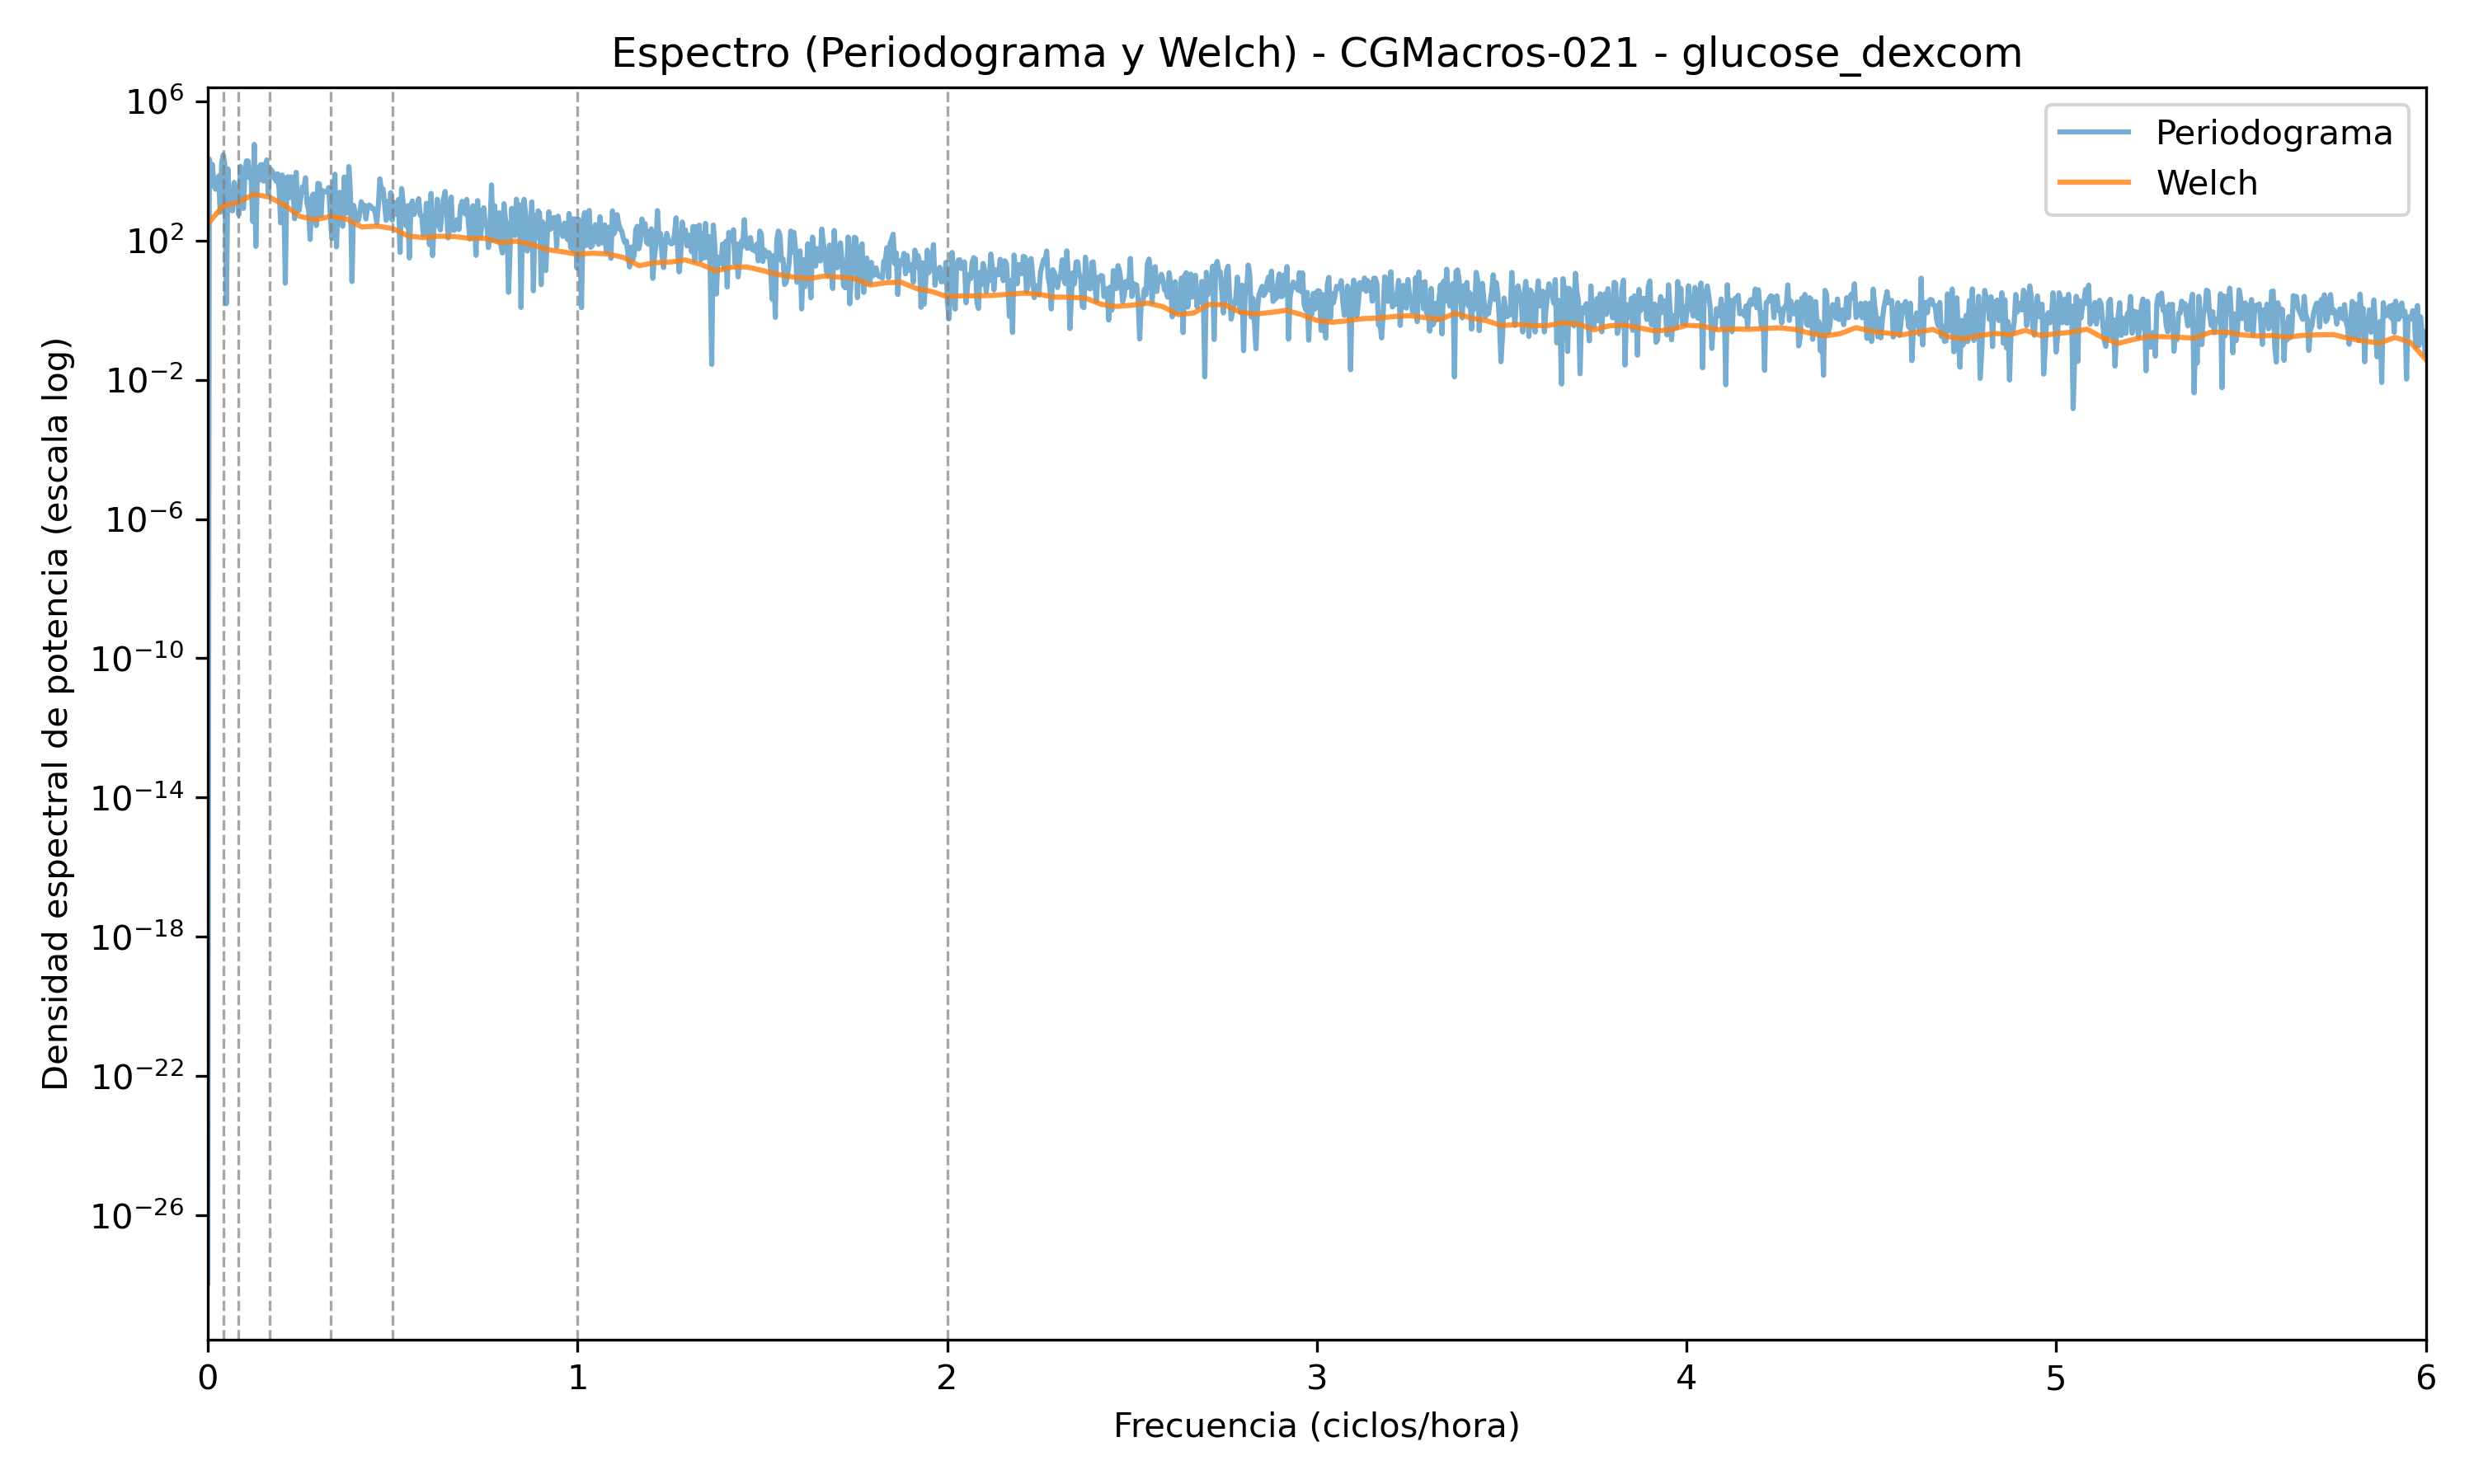 Espectro (Periodograma y Welch) - CGMacros-021 - glucose_dexcom
Periodograma
Welch
Densidad espectral de potencia (escala log)
10^6
10^2
10^−2
10^−6
10^−10
10^−14
10^−18
10^−22
10^−26
0 1 2 3 4 5 6
Frecuencia (ciclos/hora)